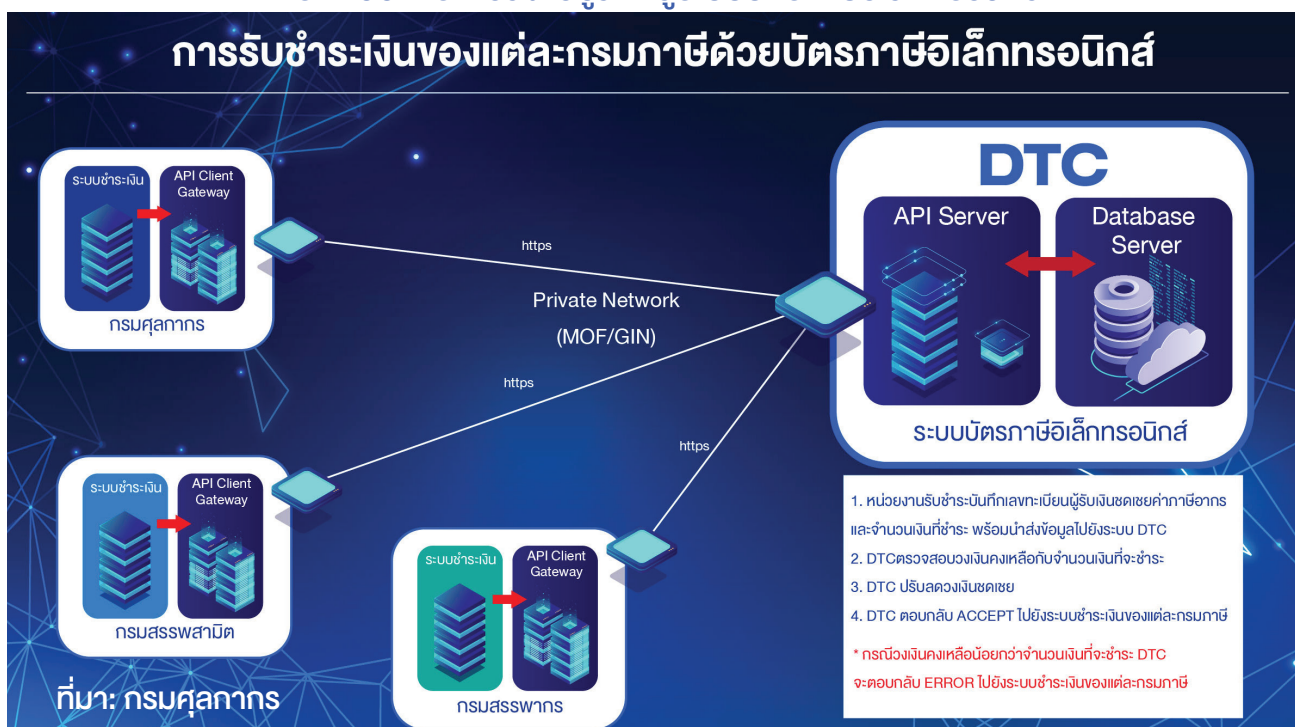 การรับชำระเงินของแต่ละกรมภาษีด้วยบัตรภาษีอิเล็กทรอนิกส์
ระบบชำระเงิน
API Client
Gateway
กรมศุลกากร
https
Private Network
(MOF/GIN)
https
https
DTC
API Server
Database
Server
ระบบบัตรภาษีอิเล็กทรอนิกส์
ระบบชำระเงิน
API Client
Gateway
กรมสรรพสามิต
ระบบชำระเงิน
API Client
Gateway
กรมสรรพากร
1. หน่วยงานรับชำระบันทึกเลขทะเบียนผู้รับเงินชดเชยค่าภาษีอากร
และจำนวนเงินที่ชำระ พร้อมนำส่งข้อมูลไปยังระบบ DTC
2. DTCตรวจสอบวงเงินคงเหลือกับจำนวนเงินที่จะชำระ
3. DTC ปรับลดวงเงินชดเชย
4. DTC ตอบกลับ ACCEPT ไปยังระบบชำระเงินของแต่ละกรมภาษี
* กรณีวงเงินคงเหลือน้อยกว่าจำนวนเงินที่จะชำระ DTC
จะตอบกลับ ERROR ไปยังระบบชำระเงินของแต่ละกรมภาษี
ที่มา: กรมศุลกากร